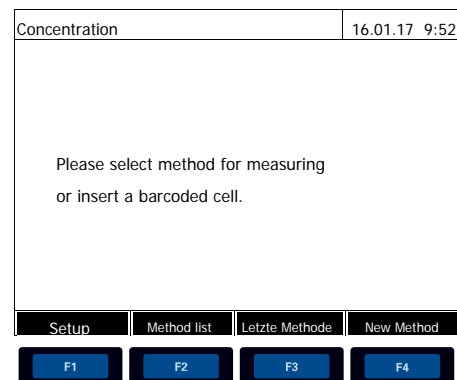 Concentration 16.01.17 9:52
Please select method for measuring
or insert a barcoded cell.
Setup Method list Letzte Methode New Method
F1 F2 F3 F4